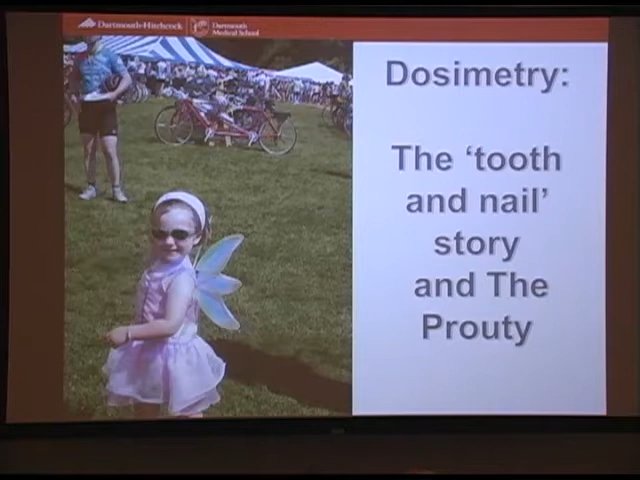 Dartmouth-Hitchcock
Dartmouth
Medical School
Dosimetry:
The ‘tooth
and nail’
story
and The
Prouty